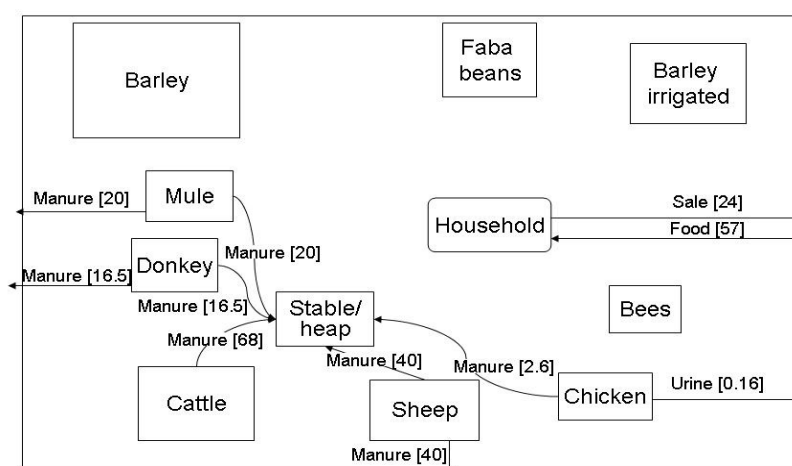 Barley
Faba
beans
Barley
irrigated
Manure [20]
Mule
Sale [24]
Household
Food [57]
Manure [20]
Donkey
Manure [16.5]
Manure [16.5]
Stable/
heap
Bees
Manure [68]
Manure [40]
Manure [2.6]
Cattle
Sheep
Chicken
Urine [0.16]
Manure [40]